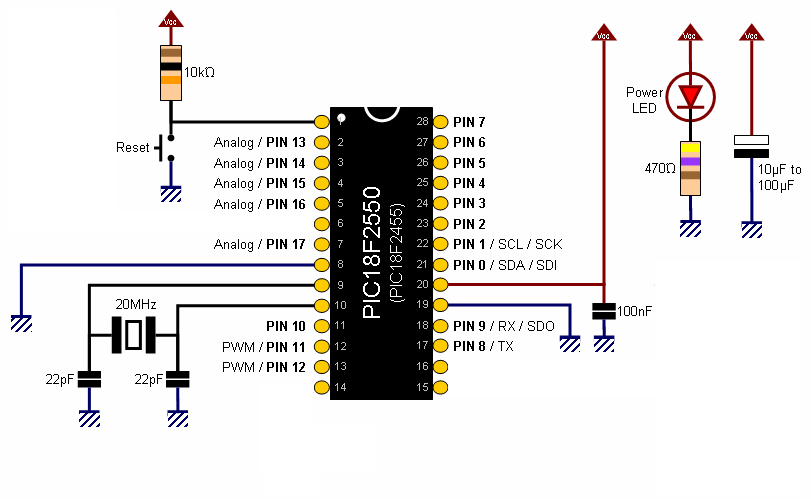 Vcc
Vcc
Vcc
Vcc
10kΩ
Power
LED
Reset
470Ω
10µF to
100µF
1
28
PIN 7
Analog / PIN 13
2
27
PIN 6
Analog / PIN 14
3
26
PIN 5
Analog / PIN 15
4
25
PIN 4
Analog / PIN 16
5
24
PIN 3
6
23
PIN 2
Analog / PIN 17
7
22
PIN 1 / SCL / SCK
8
21
PIN 0 / SDA / SDI
9
20
10
19
PIN 10
11
18
PIN 9 / RX / SDO
PWM / PIN 11
12
17
PIN 8 / TX
PWM / PIN 12
13
16
14
15
PIC18F2550
(PIC18F2455)
20MHz
22pF
22pF
100nF